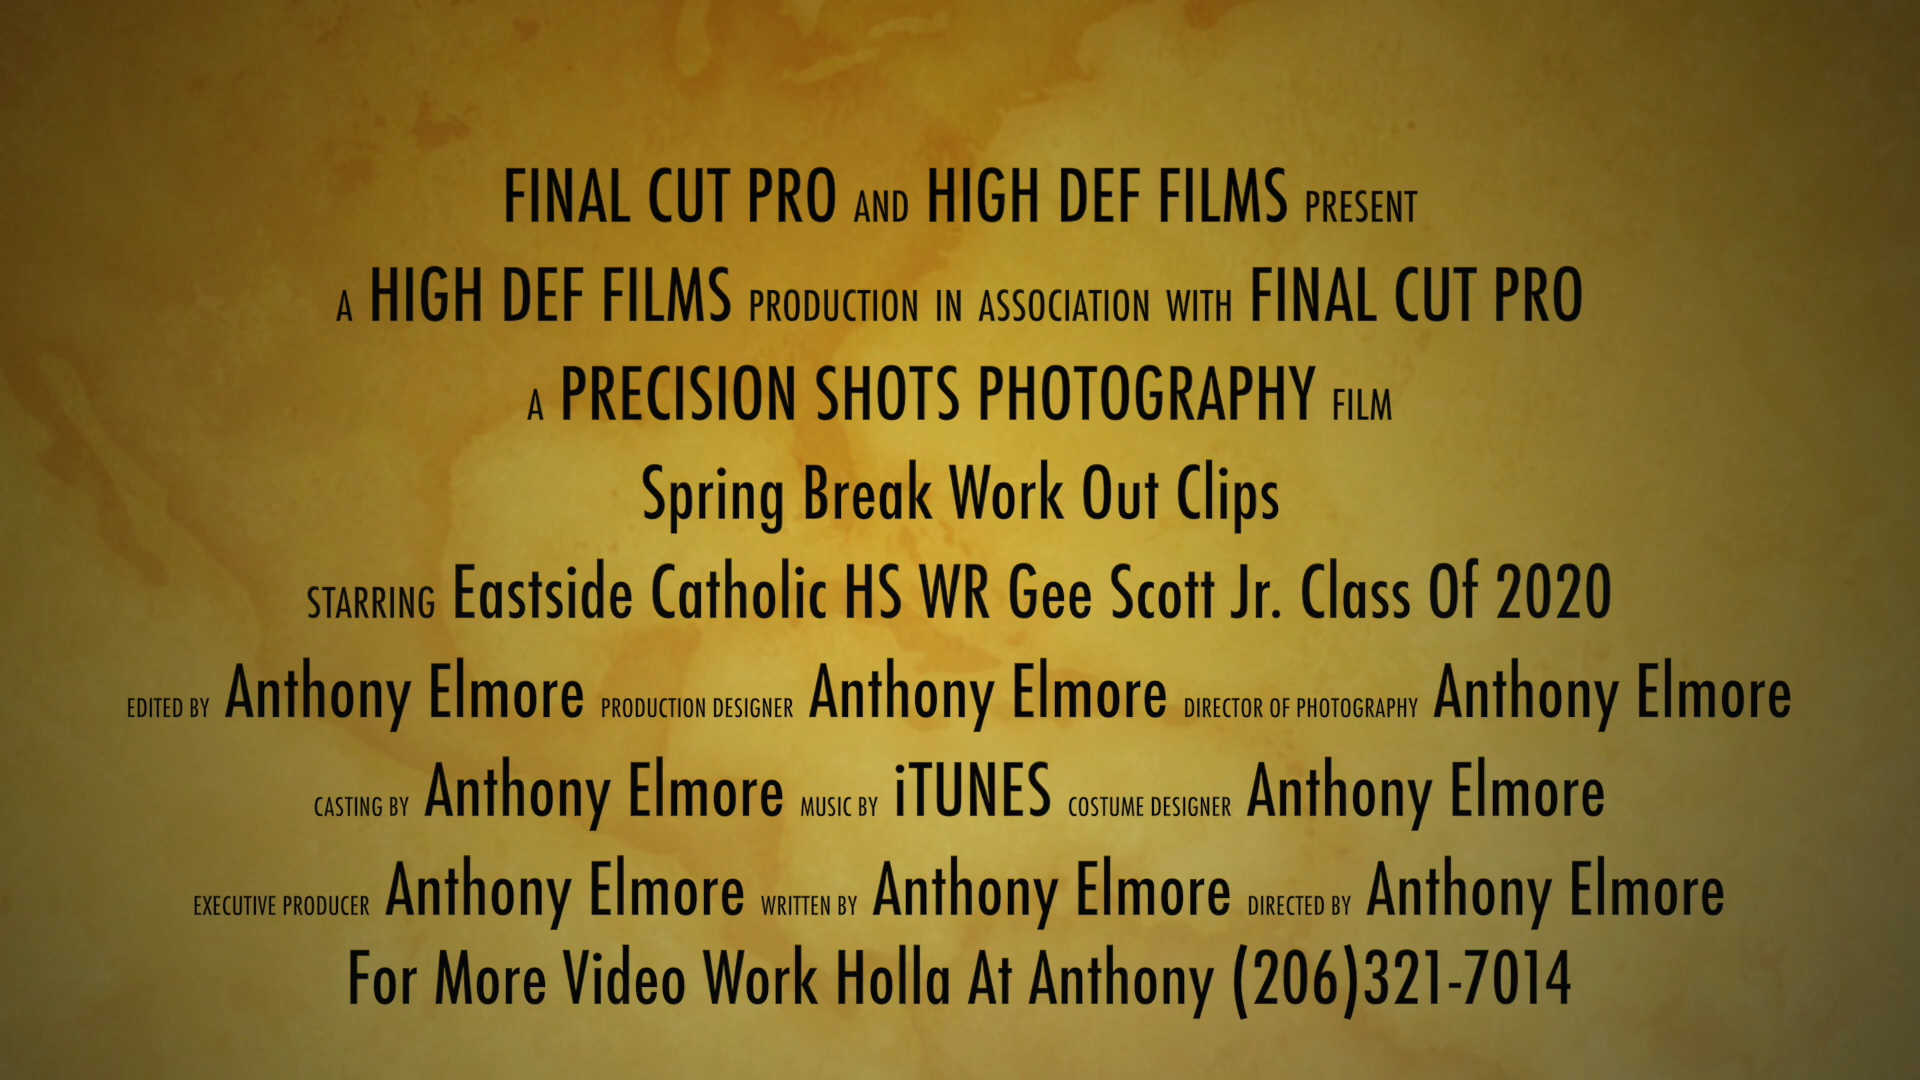 FINAL CUT PRO AND HIGH DEF FILMS PRESENT
A HIGH DEF FILMS PRODUCTION IN ASSOCIATION WITH FINAL CUT PRO
A PRECISION SHOTS PHOTOGRAPHY FILM
Spring Break Work Out Clips
STARRING Eastside Catholic HS WR Gee Scott Jr. Class Of 2020
EDITED BY Anthony Elmore PRODUCTION DESIGNER Anthony Elmore DIRECTOR OF PHOTOGRAPHY Anthony Elmore
CASTING BY Anthony Elmore MUSIC BY iTUNES COSTUME DESIGNER Anthony Elmore
EXECUTIVE PRODUCER Anthony Elmore WRITTEN BY Anthony Elmore DIRECTED BY Anthony Elmore
For More Video Work Holla At Anthony (206)321-7014